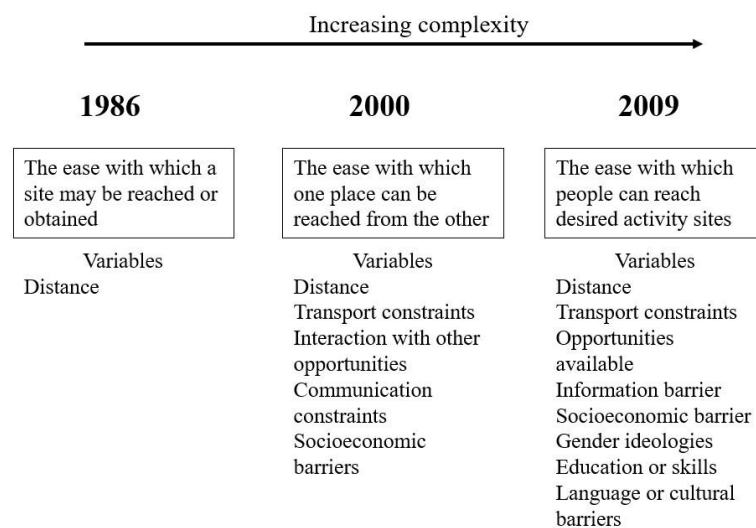 Increasing complexity
1986
2000
2009
The ease with which a
site may be reached or
obtained
The ease with which
one place can be
reached from the other
The ease with which
people can reach
desired activity sites
Variables
Distance
Variables
Distance
Transport constraints
Interaction with other
opportunities
Communication
constraints
Socioeconomic
barriers
Variables
Distance
Transport constraints
Opportunities
available
Information barrier
Socioeconomic barrier
Gender ideologies
Education or skills
Language or cultural
barriers